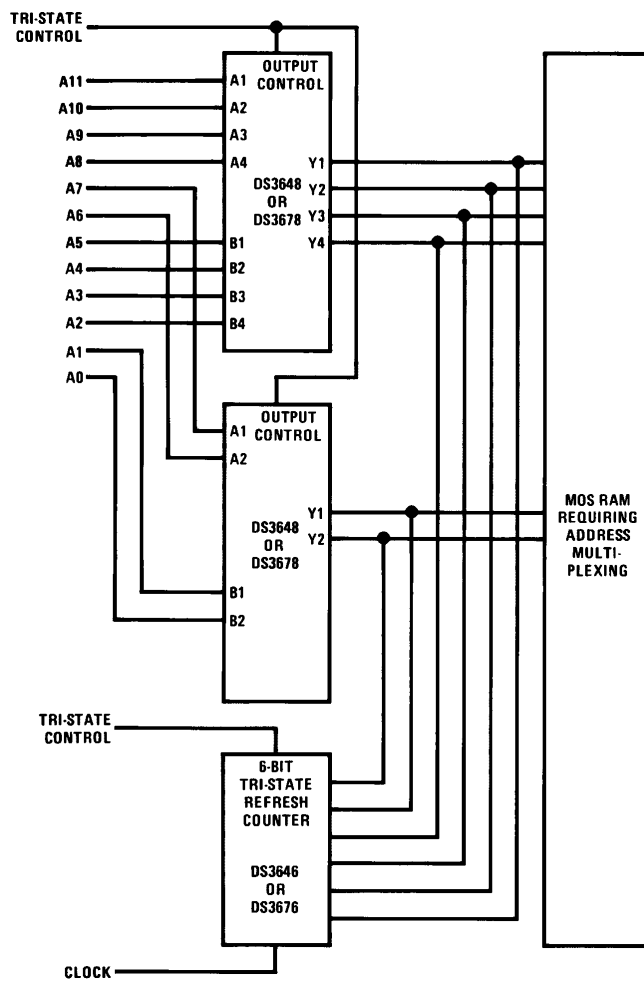 TRI-STATE
CONTROL
OUTPUT
CONTROL
A11
A10
A9
A8
A7
A6
A5
A4
A3
A2
A1
A0
A1
A2
A3
A4
B1
B2
B3
B4
DS3648
OR
DS3678
Y1
Y2
Y3
Y4
OUTPUT
CONTROL
A1
A2
B1
B2
DS3648
OR
DS3678
Y1
Y2
MOS RAM
REQUIRING
ADDRESS
MULTI-
PLEXING
TRI-STATE
CONTROL
6-BIT
TRI-STATE
REFRESH
COUNTER
DS3646
OR
DS3676
CLOCK